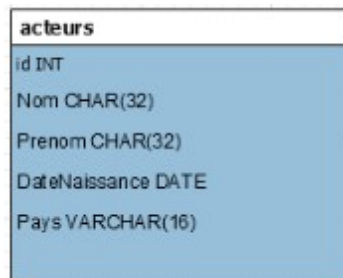 acteurs
id INT
Nom CHAR(32)
Prenom CHAR(32)
DateNaissance DATE
Pays VARCHAR(16)